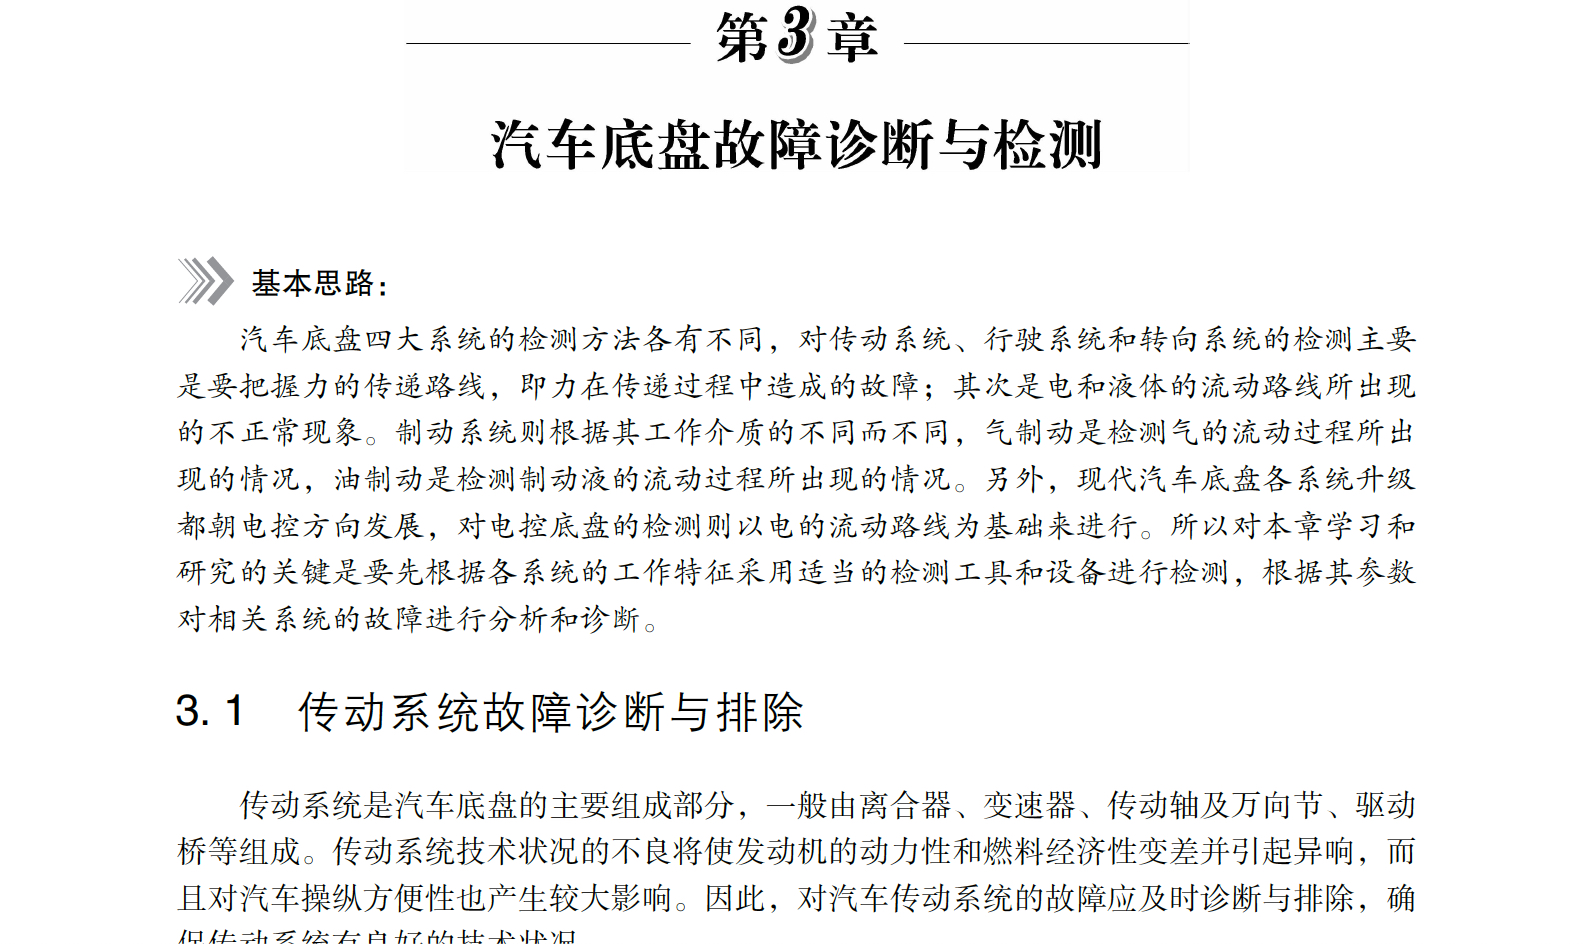 第3章
汽车底盘故障诊断与检测
基本思路：
汽车底盘四大系统的检测方法各有不同，对传动系统、行驶系统和转向系统的检测主要
是要把握力的传递路线，即力在传递过程中造成的故障；其次是电和液体的流动路线所出现
的不正常现象。制动系统则根据其工作介质的不同而不同，气制动是检测气的流动过程所出
现的情况，油制动是检测制动液的流动过程所出现的情况。另外，现代汽车底盘各系统升级
都朝电控方向发展，对电控底盘的检测则以电的流动路线为基础来进行。所以对本章学习和
研究的关键是要先根据各系统的工作特征采用适当的检测工具和设备进行检测，根据其参数
对相关系统的故障进行分析和诊断。
3.1 传动系统故障诊断与排除
传动系统是汽车底盘的主要组成部分，一般由离合器、变速器、传动轴及万向节、驱动
桥等组成。传动系统技术状况的不良将使发动机的动力性和燃料经济性变差并引起异响，而
且对汽车操纵方便性也产生较大影响。因此，对汽车传动系统的故障应及时诊断与排除，确
保传动系统有良好的技术状况